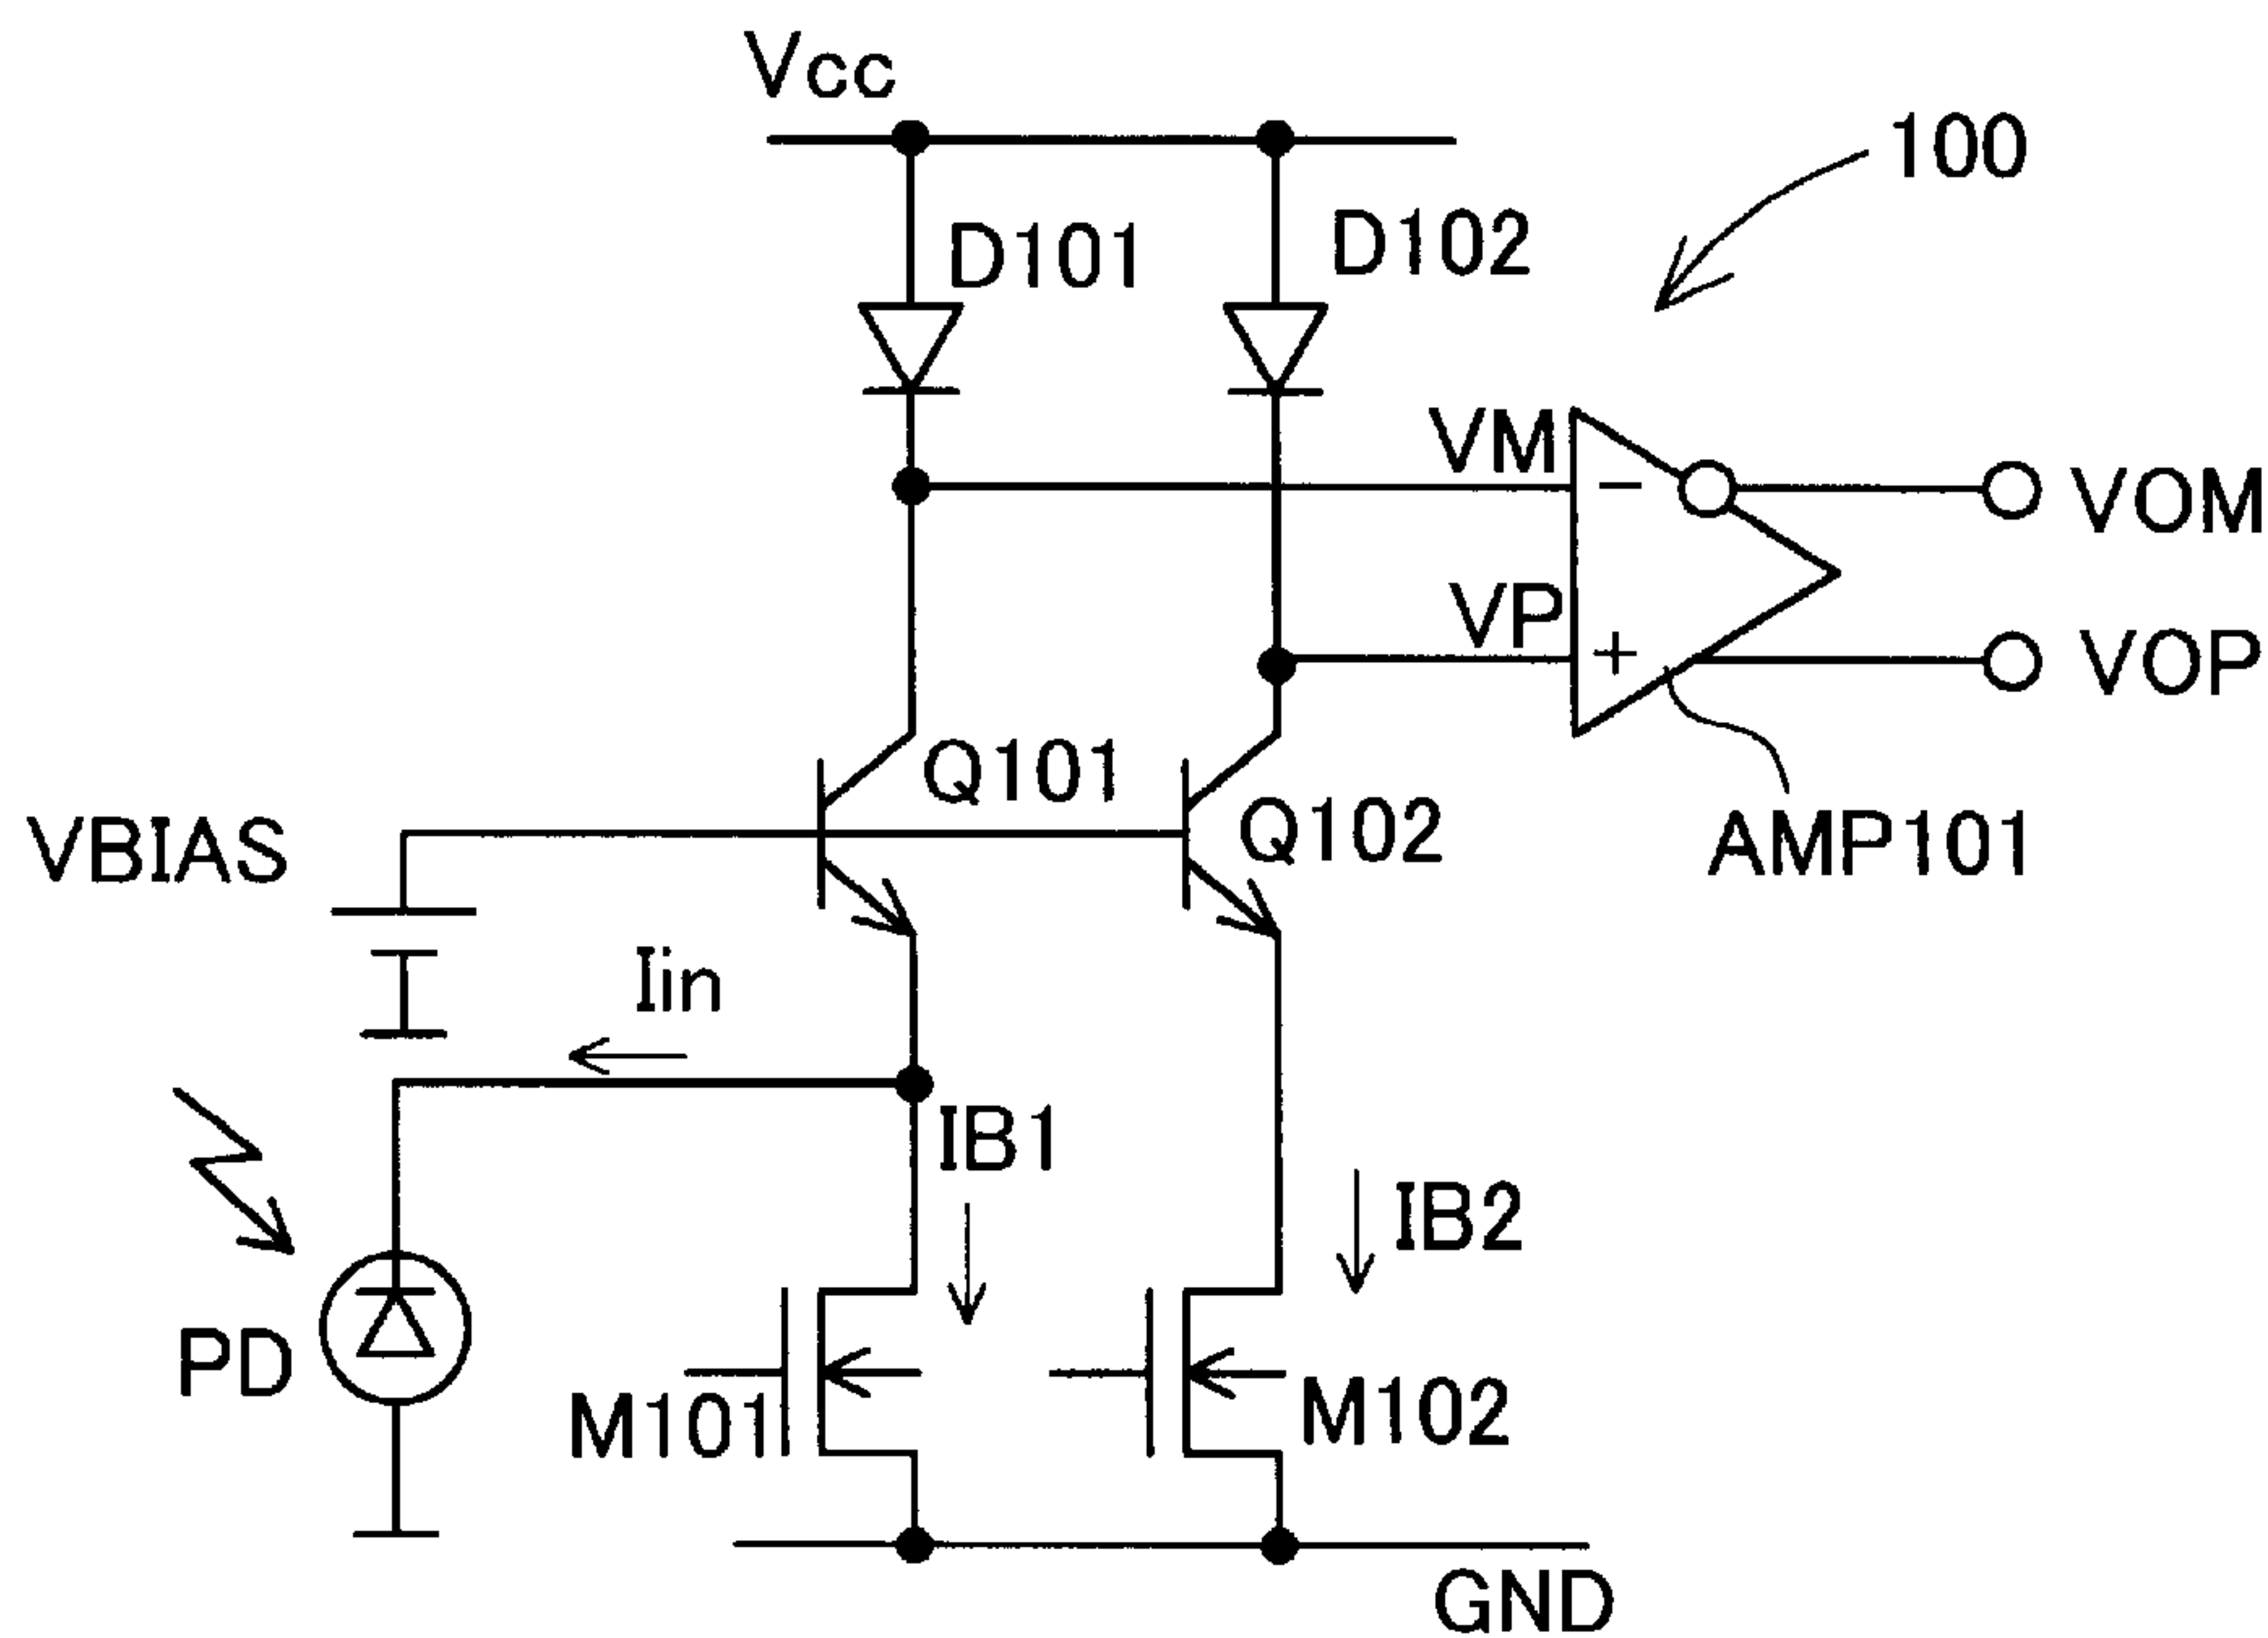 Vcc
100
D101
D102
VM
VOM
VP
VOP
Q101
Q102
VBIAS
AMP101
Iin
IB1
IB2
PD
M101
M102
GND